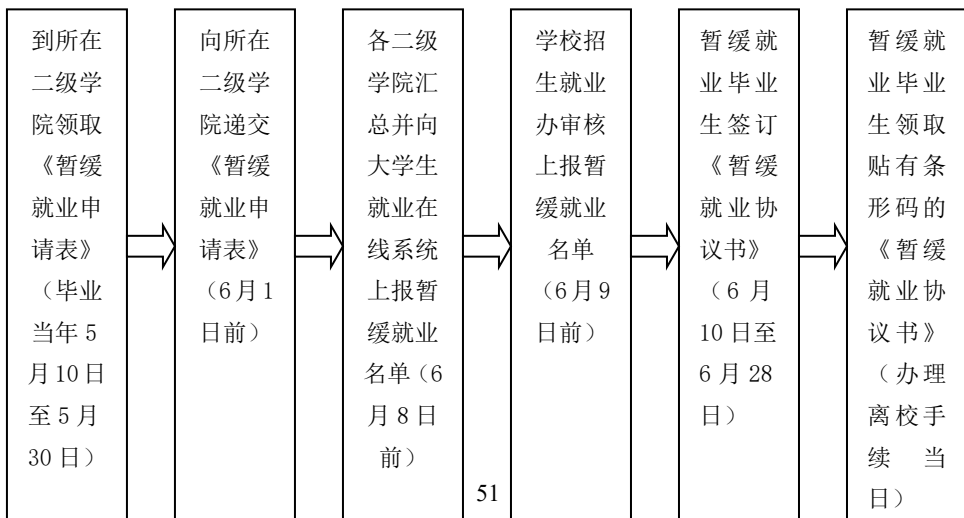 到所在
二级学
院领取
《暂缓
就业申
请表》
（毕业
当年 5
月 10 日
至 5 月
30 日）
向所在
二级学
院递交
《暂缓
就业申
请表》
（6 月 1
日前）
各二级
学院汇
总并向
大学生
就业在
线系统
上报暂
缓就业
名单（6
月 8 日
前）
学校招
生就业
办审核
上报暂
缓就业
名单
（6 月 9
日前）
暂缓就
业毕业
生签订
《暂缓
就业协
议书》
（6 月
10 日至
6 月 28
日）
暂缓就
业毕业
生领取
贴有条
形码的
《暂缓
就业协
议书》
（办理
离校手
续 当
日）
51